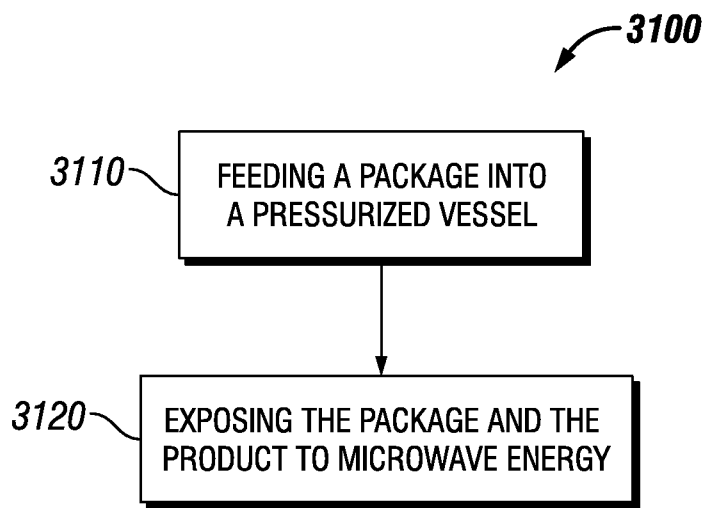 3100
3110
FEEDING A PACKAGE INTO
A PRESSURIZED VESSEL
3120
EXPOSING THE PACKAGE AND THE
PRODUCT TO MICROWAVE ENERGY